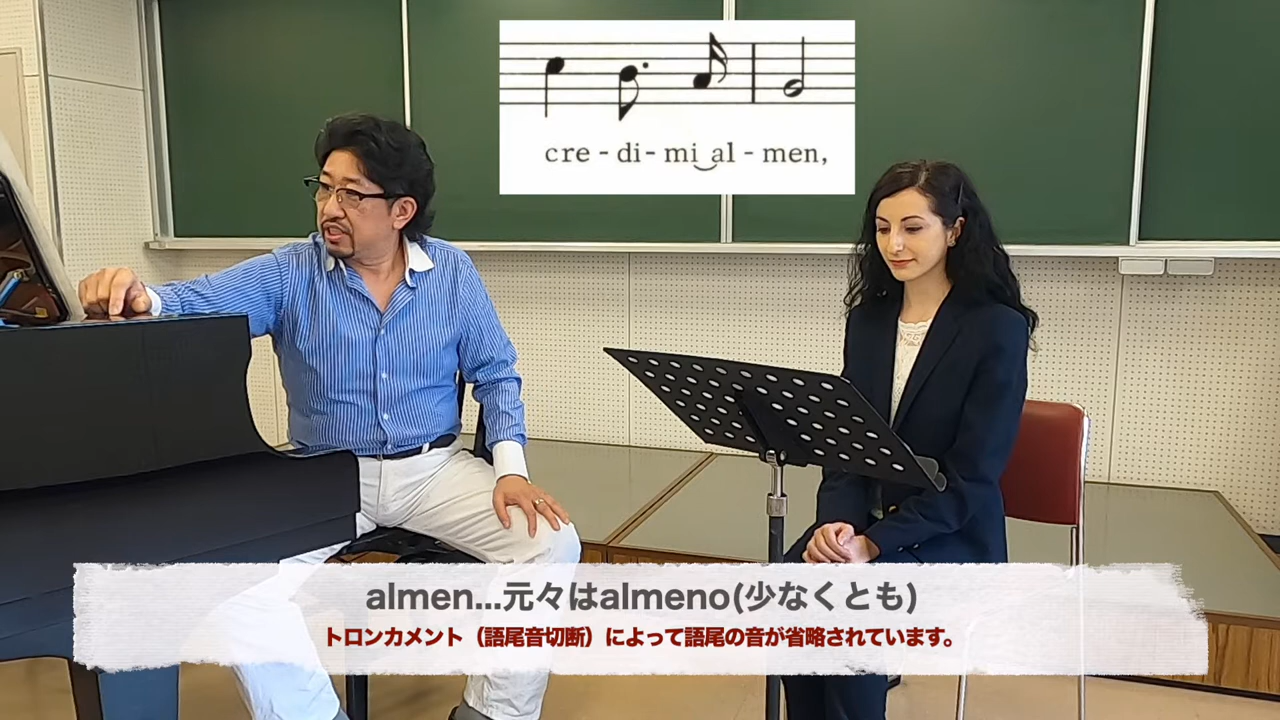 cre - di - mi‿al - men,
almen...元々はalmeno(少なくとも)
トロンカメント（語尾音切断）によって語尾の音が省略されています。